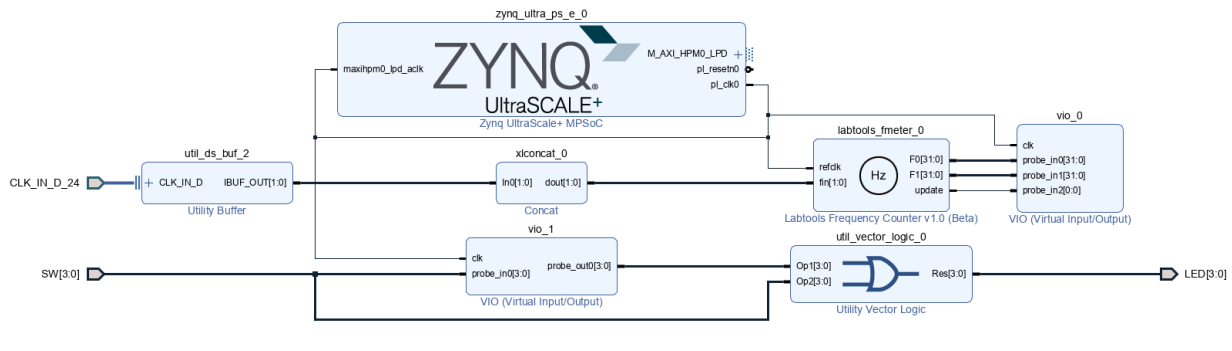 zynq_ultra_ps_e_0
maxihpm0_lpd_aclk
ZYNQ®
UltraSCALE+
M_AXI_HPM0_LPD
pl_resetn0
pl_clk0
Zynq UltraScale+ MPSoC
CLK_IN_D_24
util_ds_buf_2
CLK_IN_D
IBUF_OUT[1:0]
Utility Buffer
xlconcat_0
In0[1:0]
dout[1:0]
Concat
labtools_fmeter_0
refclk
fin[1:0]
Hz
F0[31:0]
F1[31:0]
update
Labtools Frequency Counter v1.0 (Beta)
vio_0
clk
probe_in0[31:0]
probe_in1[31:0]
probe_in2[0:0]
VIO (Virtual Input/Output)
SW[3:0]
vio_1
clk
probe_in0[3:0]
probe_out0[3:0]
VIO (Virtual Input/Output)
util_vector_logic_0
Op1[3:0]
Op2[3:0]
Res[3:0]
Utility Vector Logic
LED[3:0]